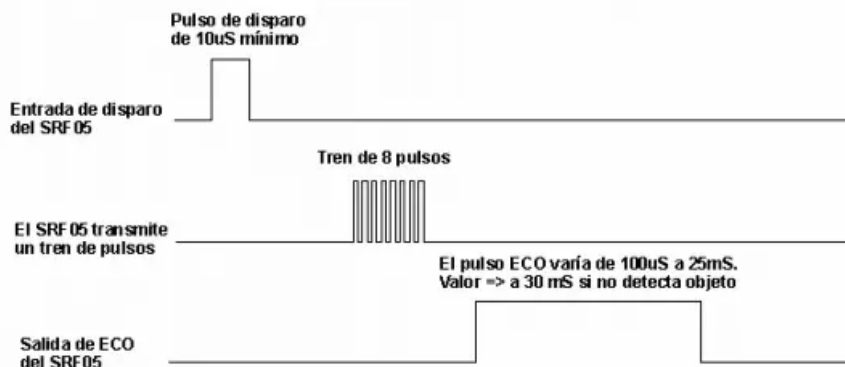 Pulso de disparo
de 10uS mínimo
Entrada de disparo
del SRF05
Tren de 8 pulsos
El SRF05 transmite
un tren de pulsos
El pulso ECO varía de 100uS a 25mS.
Valor => a 30 mS si no detecta objeto
Salida de ECO
del SRF05